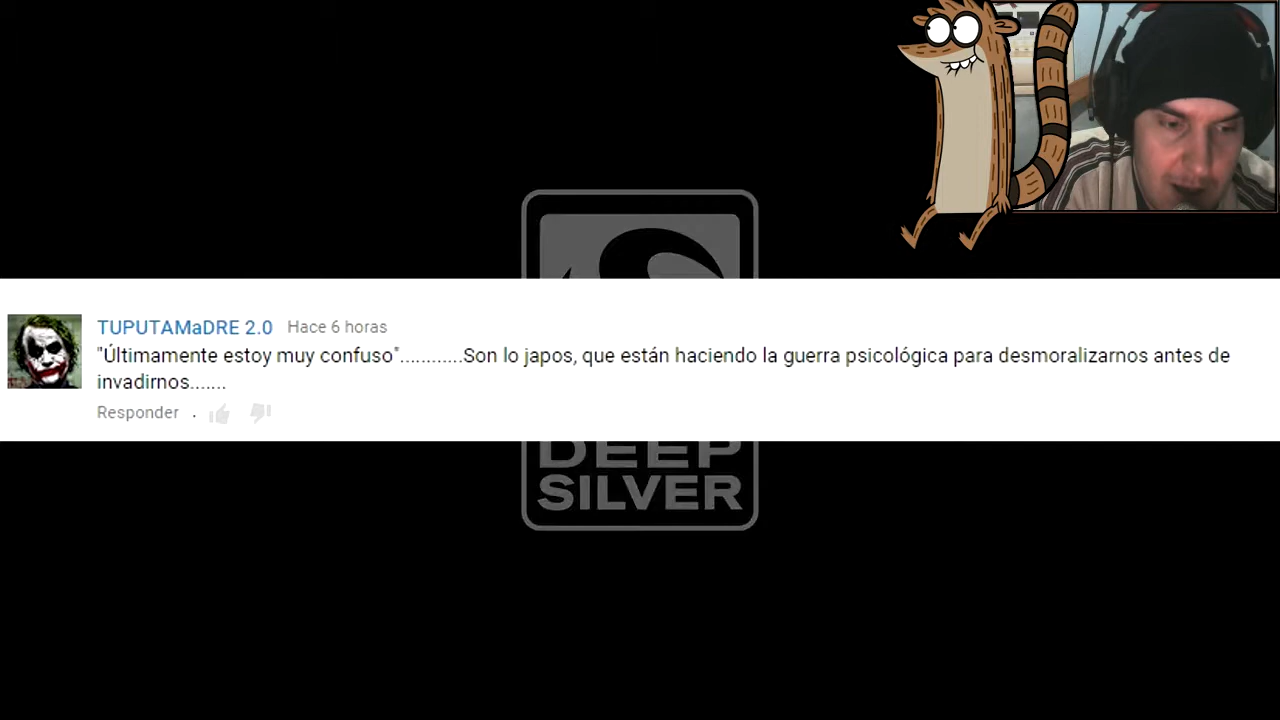 TUPUTAMaDRE 2.0 Hace 6 horas
"Últimamente estoy muy confuso"............Son lo japos, que están haciendo la guerra psicológica para desmoralizarnos antes de
invadirnos.......
Responder .
DEEP
SILVER